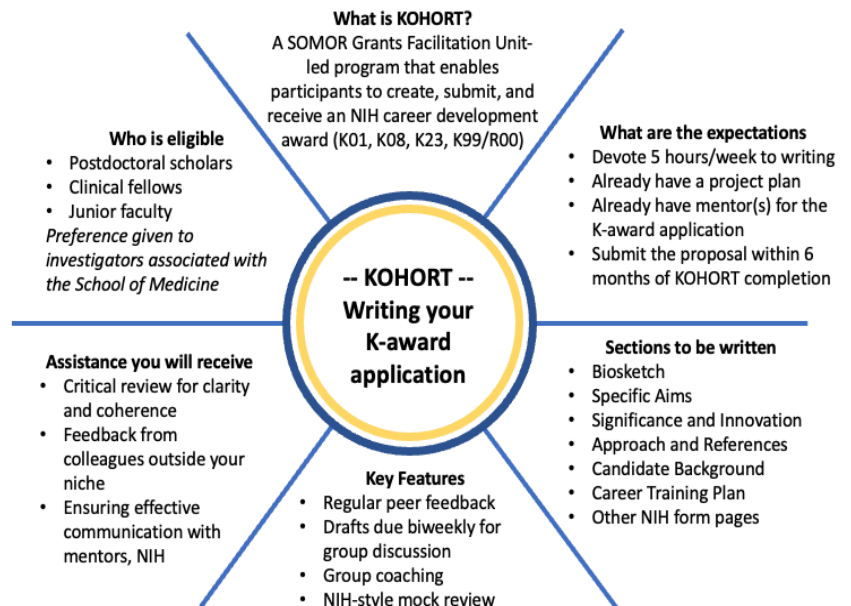 What is KOHORT?
A SOMOR Grants Facilitation Unit-
led program that enables
participants to create, submit, and
receive an NIH career development
award (K01, K08, K23, K99/R00)
Who is eligible
• Postdoctoral scholars
• Clinical fellows
• Junior faculty
Preference given to
investigators associated with
the School of Medicine
What are the expectations
• Devote 5 hours/week to writing
• Already have a project plan
• Already have mentor(s) for the
K-award application
• Submit the proposal within 6
months of KOHORT completion
-- KOHORT --
Writing your
K-award
application
Assistance you will receive
• Critical review for clarity
and coherence
• Feedback from
colleagues outside your
niche
• Ensuring effective
communication with
mentors, NIH
Key Features
• Regular peer feedback
• Drafts due biweekly for
group discussion
• Group coaching
• NIH-style mock review
Sections to be written
• Biosketch
• Specific Aims
• Significance and Innovation
• Approach and References
• Candidate Background
• Career Training Plan
• Other NIH form pages